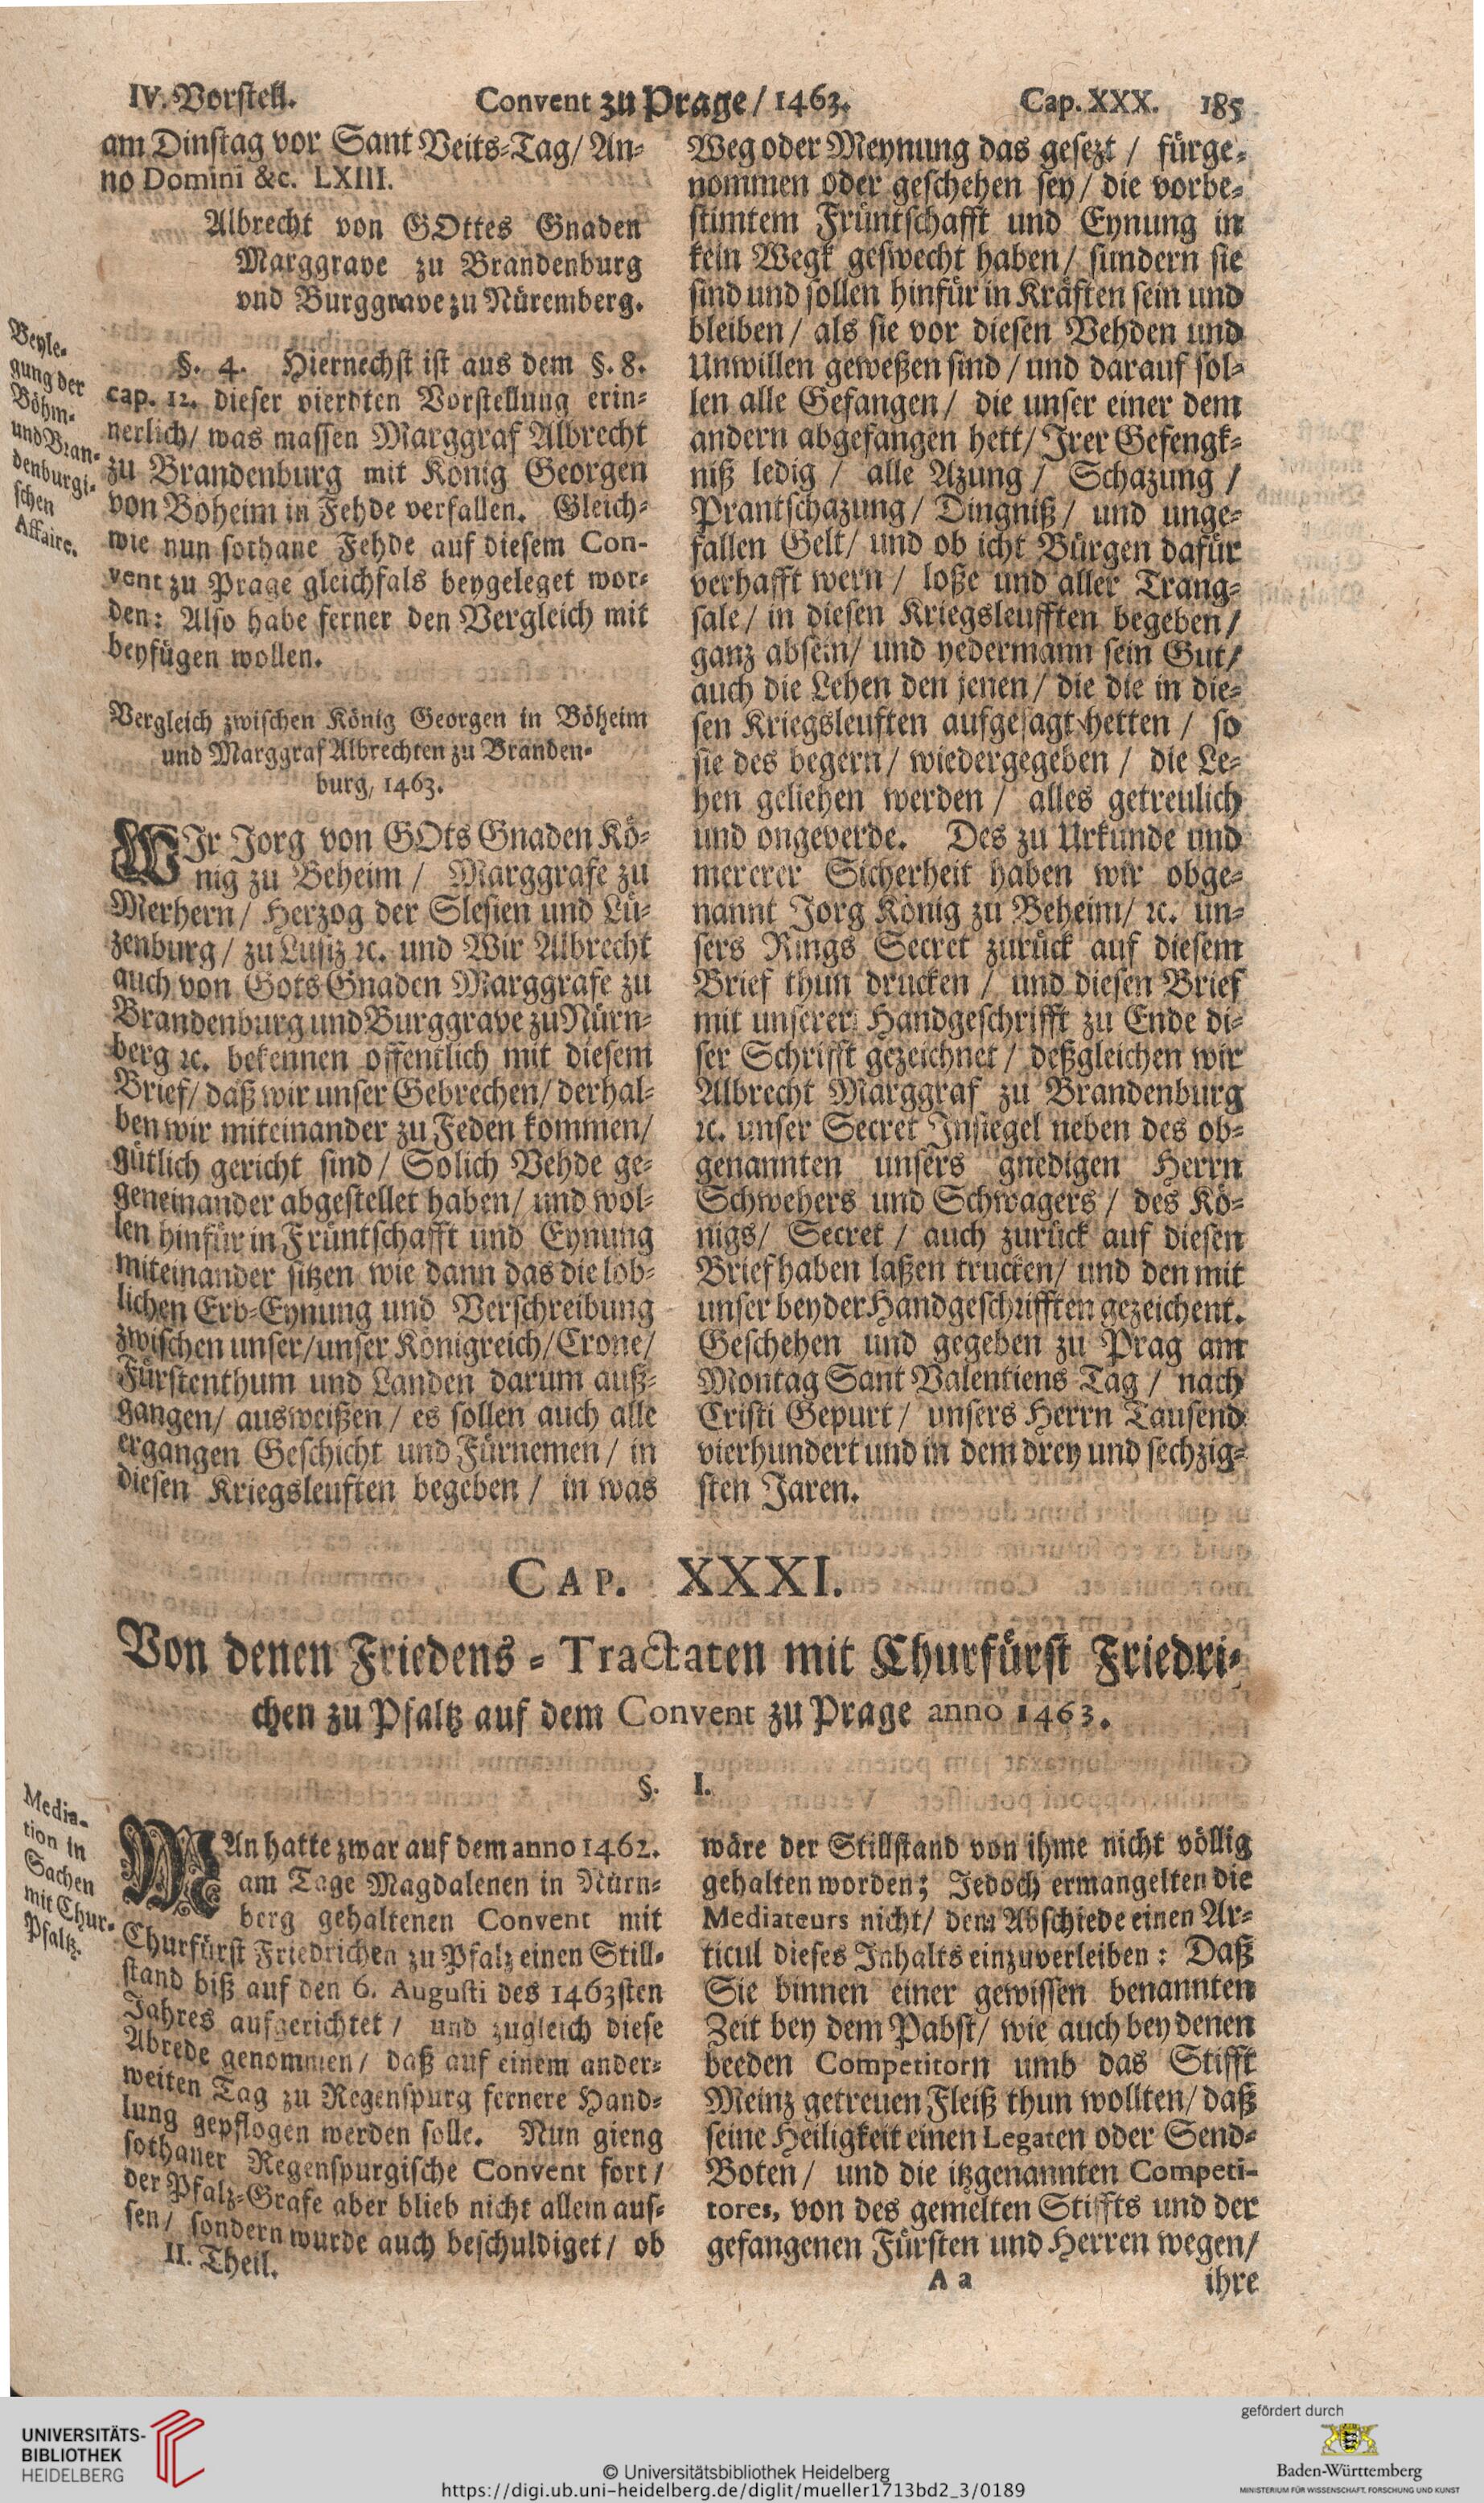 IV. Vorstell. Convent zu Prage / 1463. Cap. XXX. 185
am Dinstag vor Sant Veits-Tag / An-
no Domini &c. LXIII.
Albrecht von GOttes Gnaden
Marggrave zu Brandenburg
vnd Burggrave zu Nüremberg.
Beyle-
gung der
Böhm-
und Bran-
denburgi-
schen
Affaire.
§. 4. Hiernechst ist aus dem §. 8.
cap. 12. dieser vierdten Vorstellung erin-
nerlich / was massen Marggraf Albrecht
zu Brandenburg mit König Georgen
von Boheim in Fehde verfallen. Gleich-
wie nun sothane Fehde auf diesem Con-
vent zu Prage gleichfals beygeleget wor-
den: Also habe ferner den Vergleich mit
beyfügen wollen.
Vergleich zwischen König Georgen in Böheim
und Marggraf Albrechten zu Branden-
burg, 1463.
WIr Jorg von GOts Gnaden Kö-
nig zu Beheim / Marggrafe zu
Merhern / Herzog der Slesien und Lü-
zenburg / zu Lusiz ꝛc. und Wir Albrecht
auch von Gots Gnaden Marggrafe zu
Brandenburg und Burggrave zu Nürn-
berg ꝛc. bekennen offentlich mit diesem
Brief / daß wir unser Gebrechen / derhal-
ben wir miteinander zu Feden kommen /
gütlich gericht sind / Solich Vehde ge-
geneinander abgestellet haben / und wol-
len hinfür in Früntschafft und Eynung
miteinander sitzen wie dann das die löb-
lichen Erb-Eynung und Verschreibung
zwischen unser / unser Königreich / Crone /
Fürstenthum und Landen darum auß-
gangen / ausweißen / es sollen auch alle
ergangen Geschicht und Fürnemen / in
diesen Kriegsleuften begeben / in was
Weg oder Meynung das gesezt / fürge-
nommen oder geschehen sey / die vorbe-
stimtem Früntschafft und Eynung in
kein Wegk geswecht haben / sundern sie
sind und sollen hinfür in Kräften sein und
bleiben / als sie vor diesen Vehden und
Unwillen geweßen sind / und darauf sol-
len alle Gefangen / die unser einer dem
andern abgefangen hett / Irer Gefengk-
niß ledig / alle Azung / Schazung /
Prantschazung / Dingniß / und unge-
fallen Gelt / und ob icht Bürgen dafür
verhafft wern / loße und aller Trang-
sale / in diesen Kriegsleufften begeben /
ganz absein / und yedermann sein Gut /
auch die Lehen den jenen / die die in die-
sen Kriegsleuften aufgesagt hetten / so
sie des begern / wiedergegeben / die Le-
hen geliehen werden / alles getreulich
und ongeverde. Des zu Urkunde und
mererer Sicherheit haben wir obge-
nannt Jorg König zu Beheim / ꝛc. un-
sers Rings Secret zurück auf diesem
Brief thun drucken / und diesen Brief
mit unserer Handgeschrifft zu Ende di-
ser Schrifft gezeichnet / deßgleichen wir
Albrecht Marggraf zu Brandenburg
ꝛc. unser Secret Insiegel neben des ob-
genannten unsers gnedigen Herrn
Schwehers und Schwagers / des Kö-
nigs / Secret / auch zurück auf diesen
Brief haben laßen trucken / und den mit
unser beyder Handgeschrifften gezeichent.
Geschehen und gegeben zu Prag am
Montag Sant Valentiens Tag / nach
Cristi Gepurt / unsers Herrn Tausend
vierhundert und in dem drey und sechzig-
sten Jaren.
CAP. XXXI.
Von denen Friedens-Tractaten mit Churfürst Friedri-
chen zu Pfaltz auf dem Convent zu Prage anno 1463.
§. I.
Media-
tion in
Sachen
mit Chur-
Pfaltz.
MAn hatte zwar auf dem anno 1462.
am Tage Magdalenen in Nürn-
berg gehaltenen Convent mit
Churfürst Friedrichen zu Pfalz einen Still-
stand biß auf den 6. Augusti des 1463sten
Jahres aufgerichtet / und zugleich diese
Abrede genommen / daß auf einem ander-
weiten Tag zu Regenspurg fernere Hand-
lung gepflogen werden solle. Nun gieng
sothaner Regenspurgische Convent fort /
der Pfalz-Grafe aber blieb nicht allein aus-
sen / sondern wurde auch beschuldiget / ob
II. Theil.
wäre der Stillstand von ihme nicht völlig
gehalten worden; Jedoch ermangelten die
Mediateurs nicht / dem Abschiede einen Ar-
ticul dieses Inhalts einzuverleiben: Daß
Sie binnen einer gewissen benannten
Zeit bey dem Pabst / wie auch bey denen
beeden Competitorn umb das Stifft
Meinz getreuen Fleiß thun wollten / daß
seine Heiligkeit einen Legaten oder Send-
Boten / und die itzgenannten Competi-
tores, von des gemelten Stiffts und der
gefangenen Fürsten und Herren wegen /
A a ihre
UNIVERSITÄTS-
BIBLIOTHEK
HEIDELBERG
© Universitätsbibliothek Heidelberg
https://digi.ub.uni-heidelberg.de/diglit/mueller1713bd2_3/0189
gefördert durch
Baden-Württemberg
MINISTERIUM FÜR WISSENSCHAFT, FORSCHUNG UND KUNST